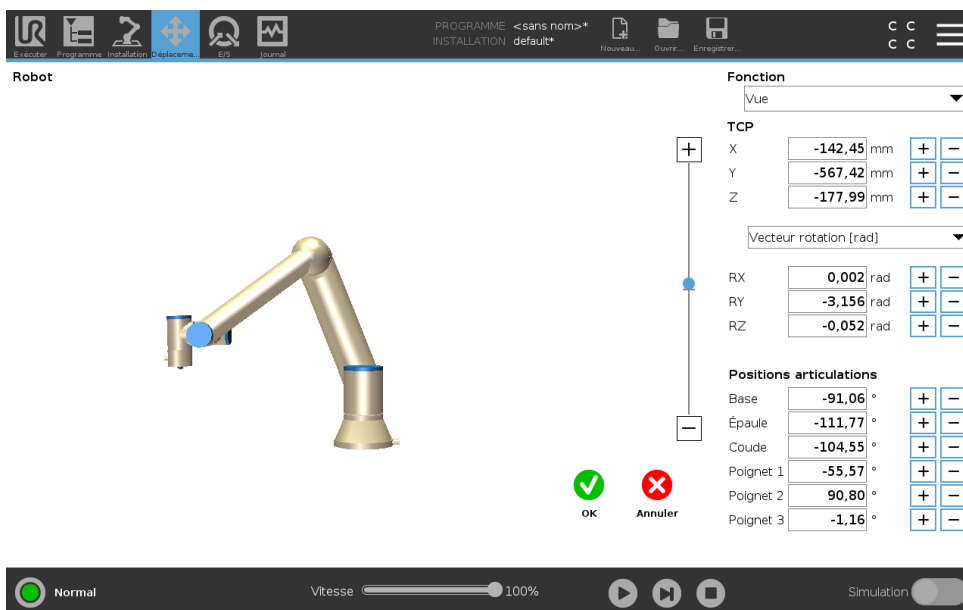 PROGRAMME <sans nom>*
INSTALLATION default*
C C
C C
Exécuter Programme Installation Déplaceme... E/S Journal
Nouveau... Ouvrir... Enregistrer...
Robot
Fonction
Vue
TCP
X -142,45 mm + −
Y -567,42 mm + −
Z -177,99 mm + −
Vecteur rotation [rad]
RX 0,002 rad + −
RY -3,156 rad + −
RZ -0,052 rad + −
Positions articulations
Base -91,06 ° + −
Épaule -111,77 ° + −
Coude -104,55 ° + −
Poignet 1 -55,57 ° + −
Poignet 2 90,80 ° + −
Poignet 3 -1,16 ° + −
OK Annuler
Normal Vitesse 100% Simulation